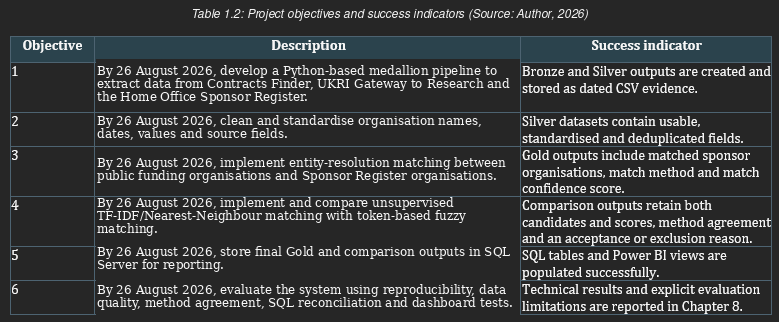 Table 1.2: Project objectives and success indicators (Source: Author, 2026)
Objective Description Success indicator
1
By 26 August 2026, develop a Python-based medallion pipeline to
extract data from Contracts Finder, UKRI Gateway to Research and
the Home Office Sponsor Register.
Bronze and Silver outputs are created and
stored as dated CSV evidence.
2
By 26 August 2026, clean and standardise organisation names,
dates, values and source fields.
Silver datasets contain usable,
standardised and deduplicated fields.
3
By 26 August 2026, implement entity-resolution matching between
public funding organisations and Sponsor Register organisations.
Gold outputs include matched sponsor
organisations, match method and match
confidence score.
4
By 26 August 2026, implement and compare unsupervised
TF-IDF/Nearest-Neighbour matching with token-based fuzzy
matching.
Comparison outputs retain both
candidates and scores, method agreement
and an acceptance or exclusion reason.
5
By 26 August 2026, store final Gold and comparison outputs in SQL
Server for reporting.
SQL tables and Power BI views are
populated successfully.
6
By 26 August 2026, evaluate the system using reproducibility, data
quality, method agreement, SQL reconciliation and dashboard tests.
Technical results and explicit evaluation
limitations are reported in Chapter 8.